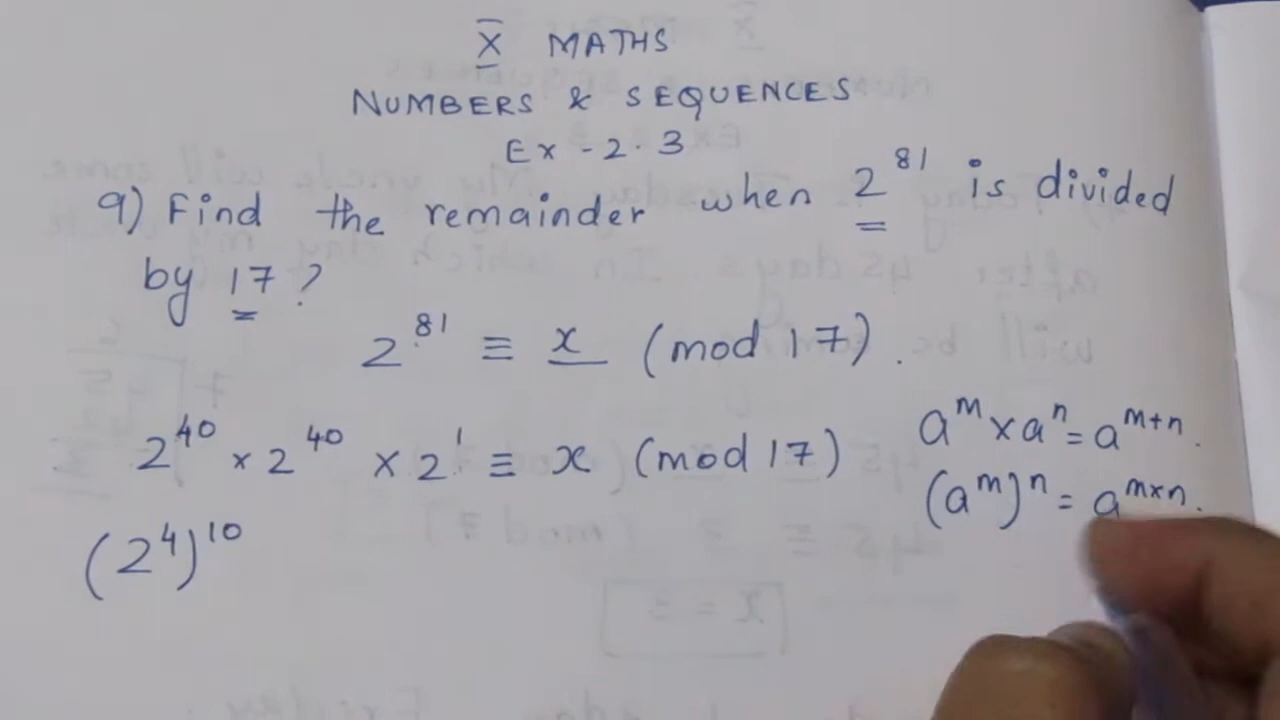 X MATHS
NUMBERS & SEQUENCES
Ex - 2.3
9) Find the remainder when 2^81 is divided
by 17?
2^81 ≡ x (mod 17).
2^40 × 2^40 × 2^1 ≡ x (mod 17)
(2^4)^10
a^m × a^n = a^m+n.
(a^m)^n = a^m×n.